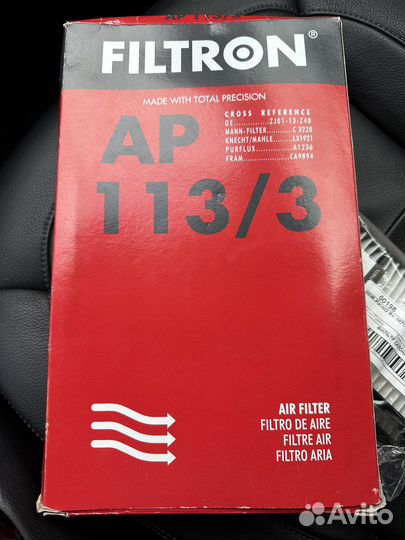 FILTRON®
MADE WITH TOTAL PRECISION
AP
113/3
CROSS REFERENCE
OE...............ZJ01-13-Z40
MANN-FILTER..........C 3220
KNECHT/MAHLE........LX1921
PURFLUX..............A1236
FRAM.................CA9894
00198
AIR FILTER
FILTRO DE AIRE
FILTRE AIR
FILTRO ARIA
Avito